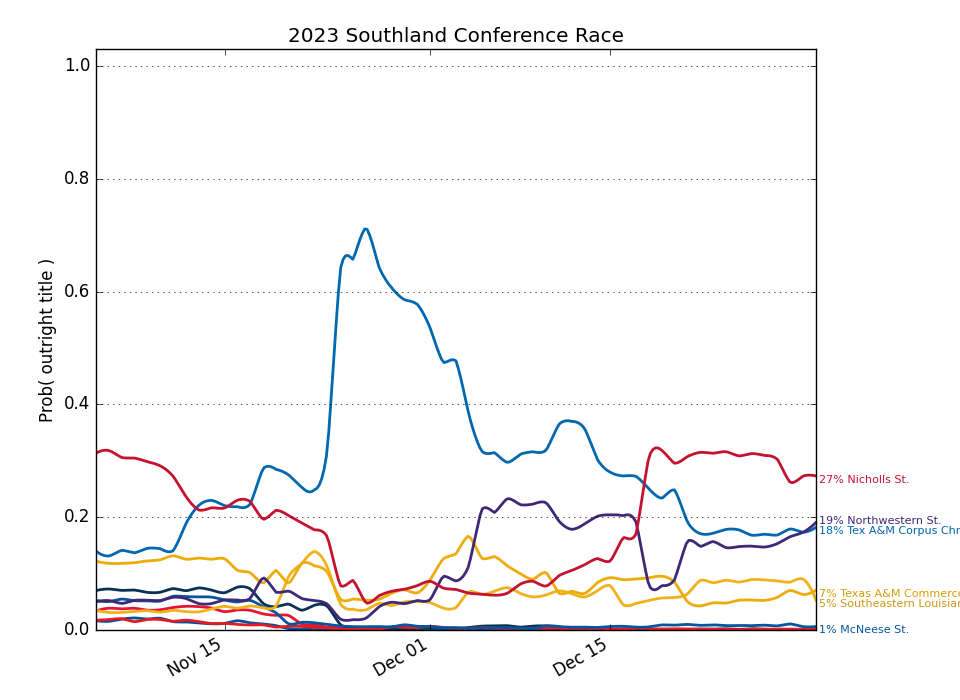 2023 Southland Conference Race
Prob( outright title )
1.0
0.8
0.6
0.4
0.2
0.0
Nov 15
Dec 01
Dec 15
27% Nicholls St.
19% Northwestern St.
18% Tex A&M Corpus Chr
7% Texas A&M Commerce
5% Southeastern Louisian
1% McNeese St.